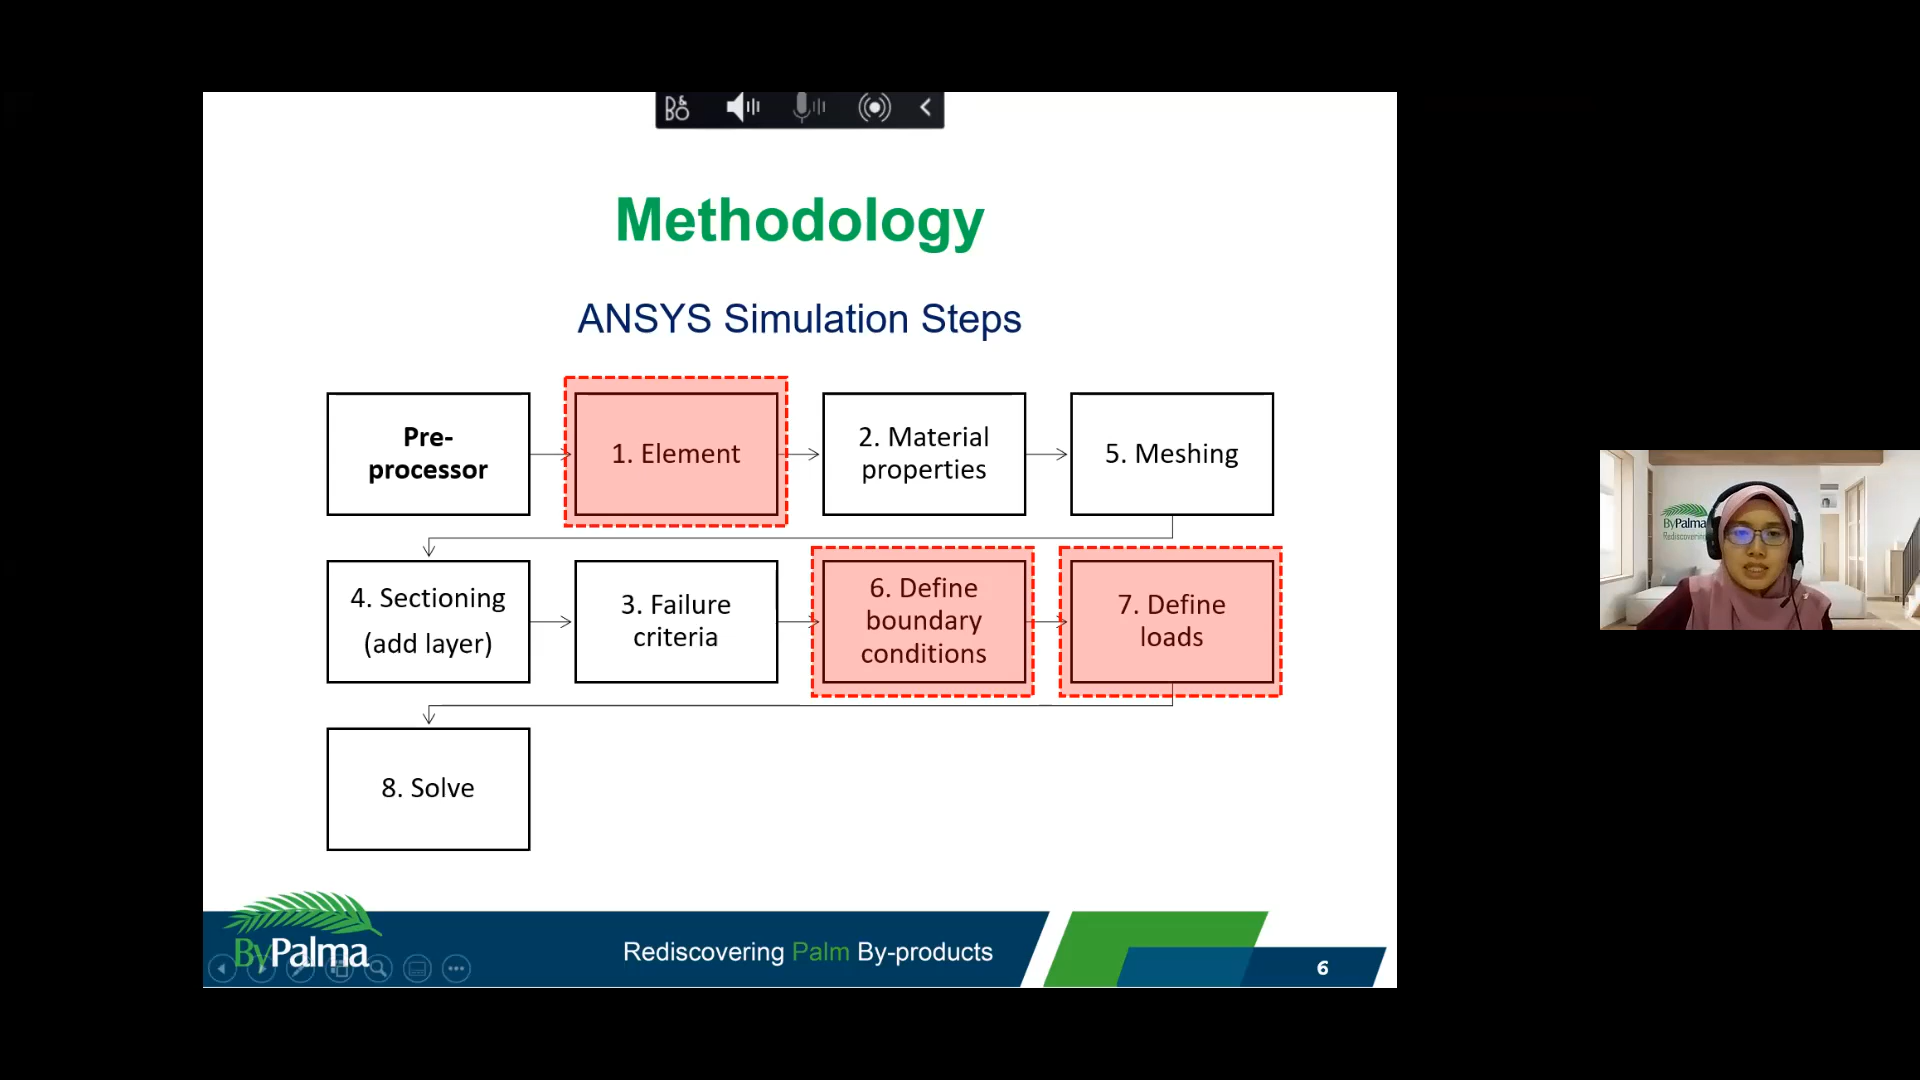 B&O
Methodology
ANSYS Simulation Steps
Pre-
processor
1. Element
2. Material
properties
5. Meshing
4. Sectioning
(add layer)
3. Failure
criteria
6. Define
boundary
conditions
7. Define
loads
8. Solve
ByPalma
Rediscovering Palm By-products
6
ByPalma
Rediscovering